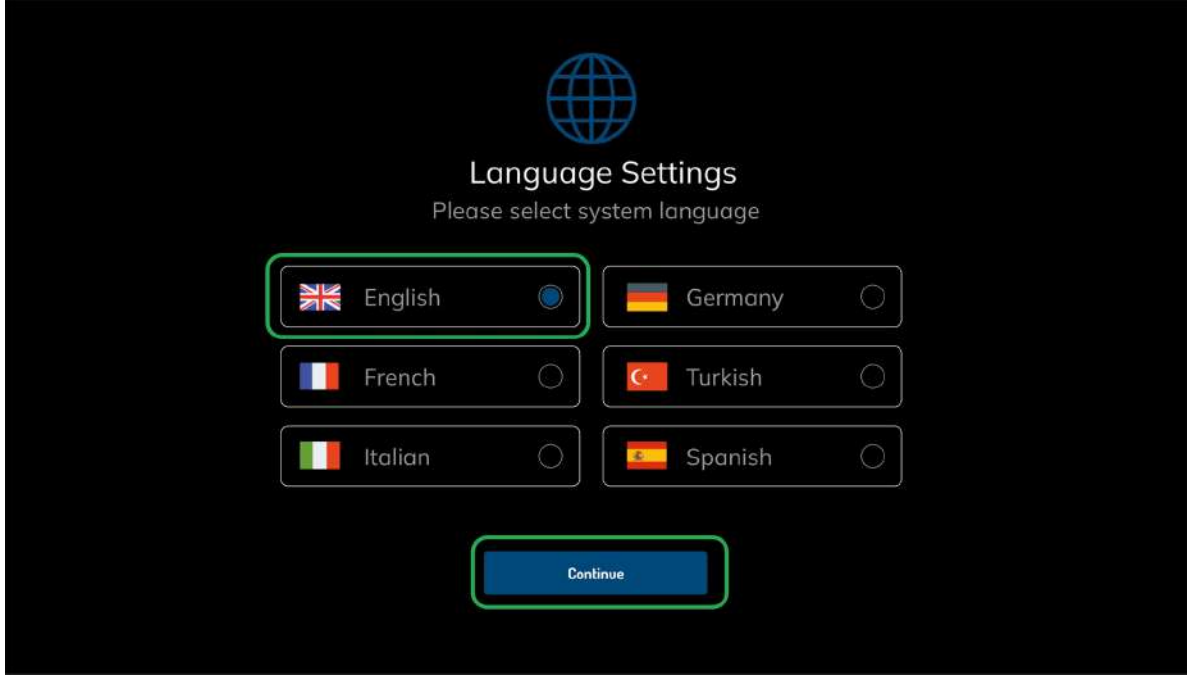 Language Settings
Please select system language
English
Germany
French
Turkish
Italian
Spanish
Continue